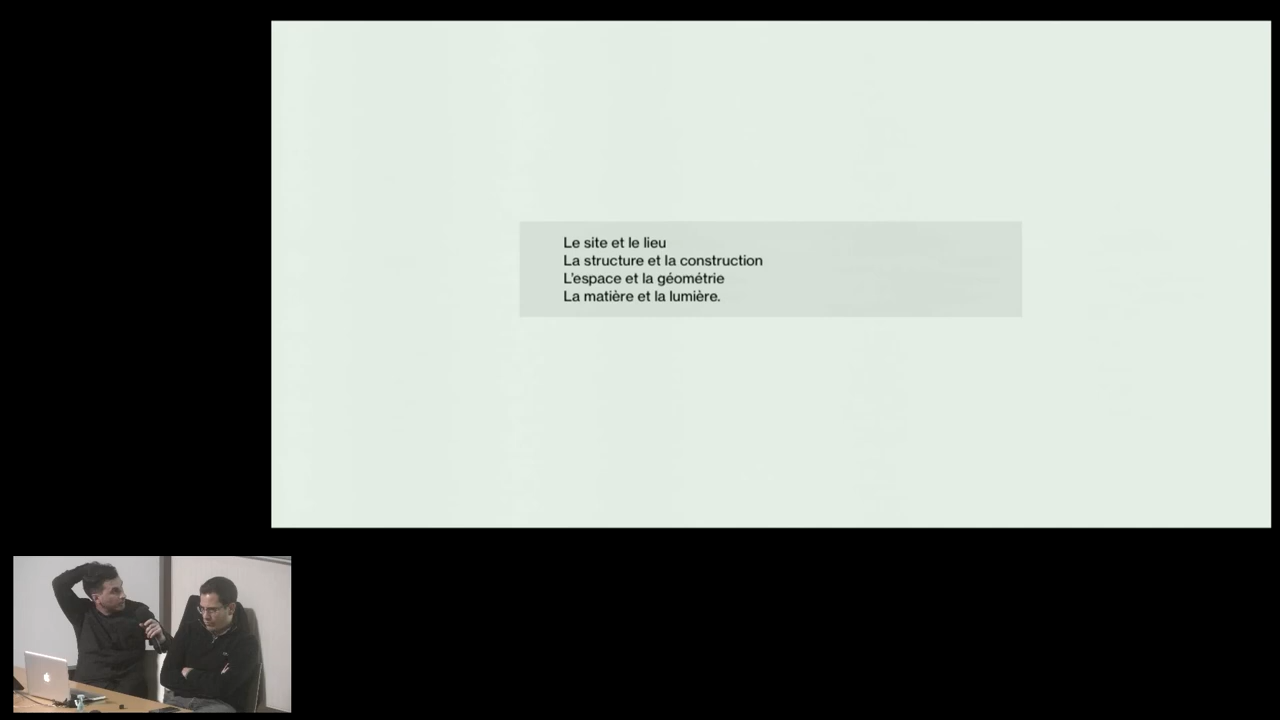 Le site et le lieu
La structure et la construction
L'espace et la géométrie
La matière et la lumière.